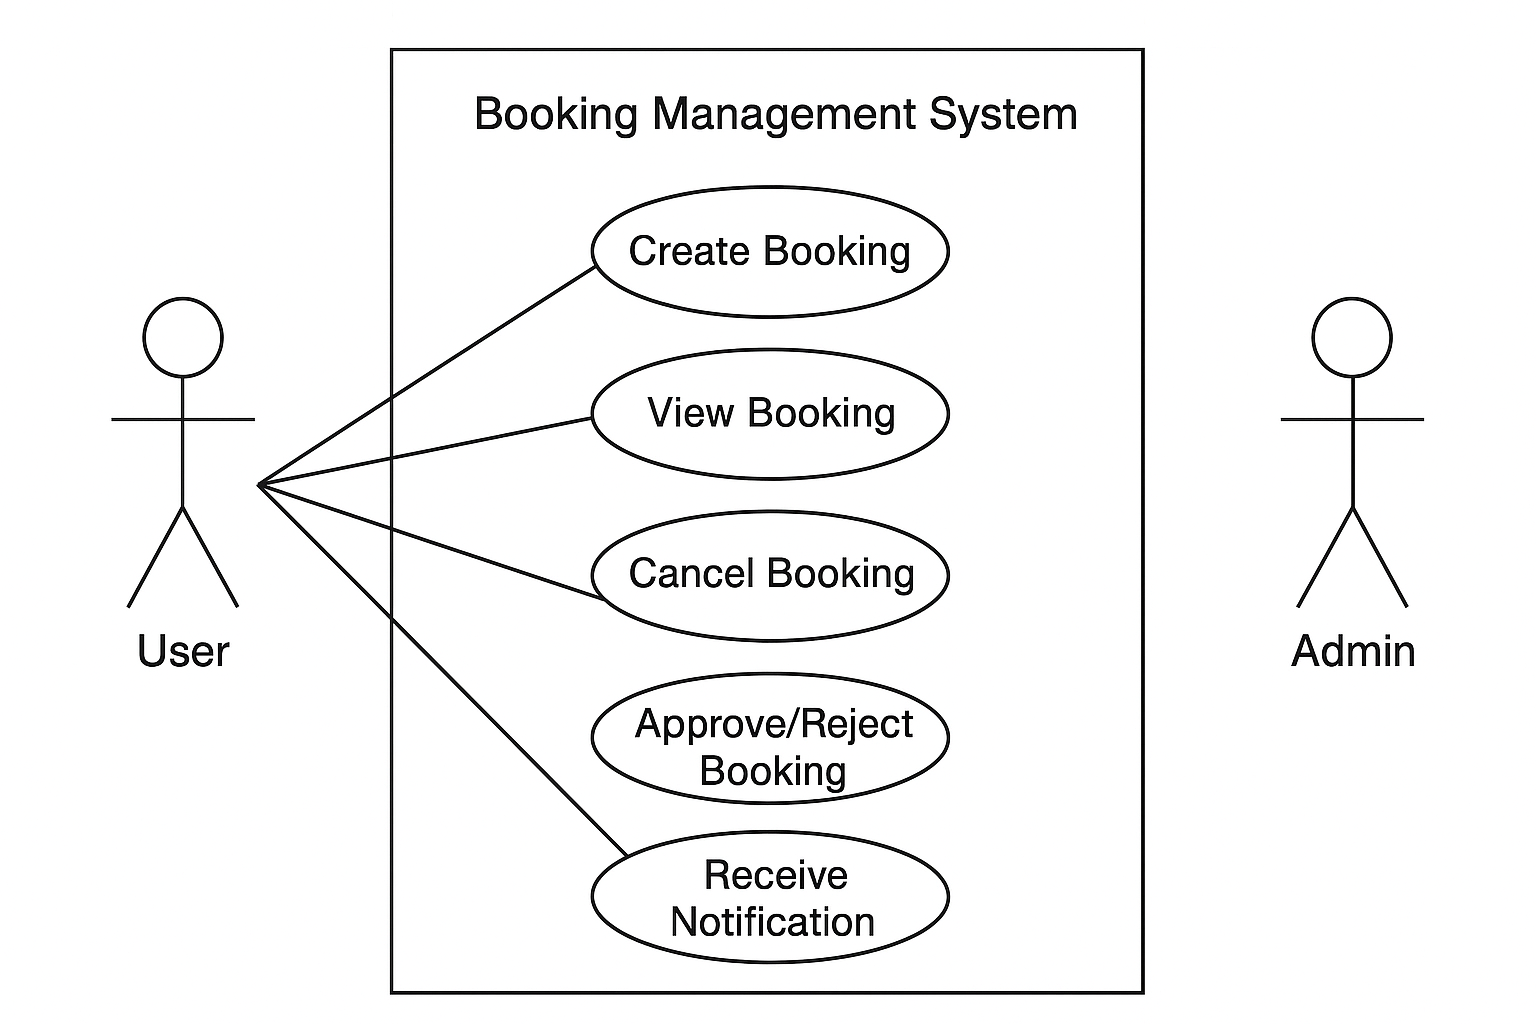 Booking Management System
Create Booking
View Booking
Cancel Booking
User
Admin
Approve/Reject
Booking
Receive
Notification